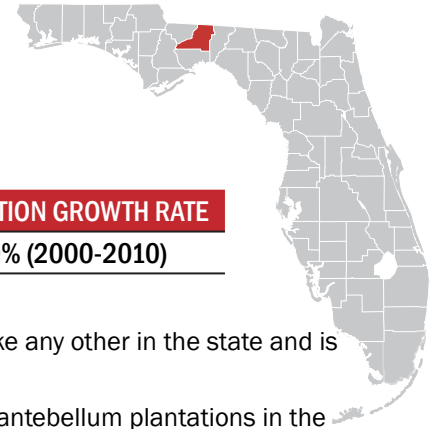 TION GROWTH RATE
% (2000-2010)
ke any other in the state and is
antebellum plantations in the